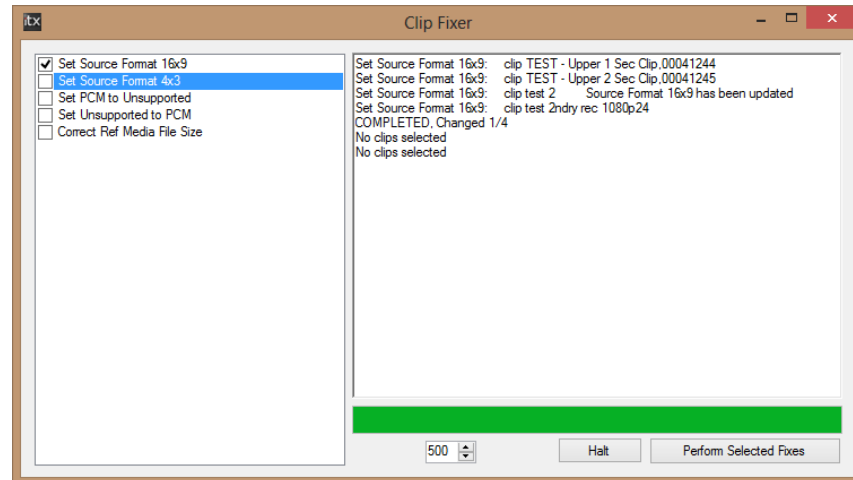 itx
Clip Fixer
Set Source Format 16x9
Set Source Format 4x3
Set PCM to Unsupported
Set Unsupported to PCM
Correct Ref Media File Size
Set Source Format 16x9: clip TEST - Upper 1 Sec Clip,00041244
Set Source Format 16x9: clip TEST - Upper 2 Sec Clip,00041245
Set Source Format 16x9: clip test 2 Source Format 16x9 has been updated
Set Source Format 16x9: clip test 2ndry rec 1080p24
COMPLETED, Changed 1/4
No clips selected
No clips selected
500
Halt
Perform Selected Fixes